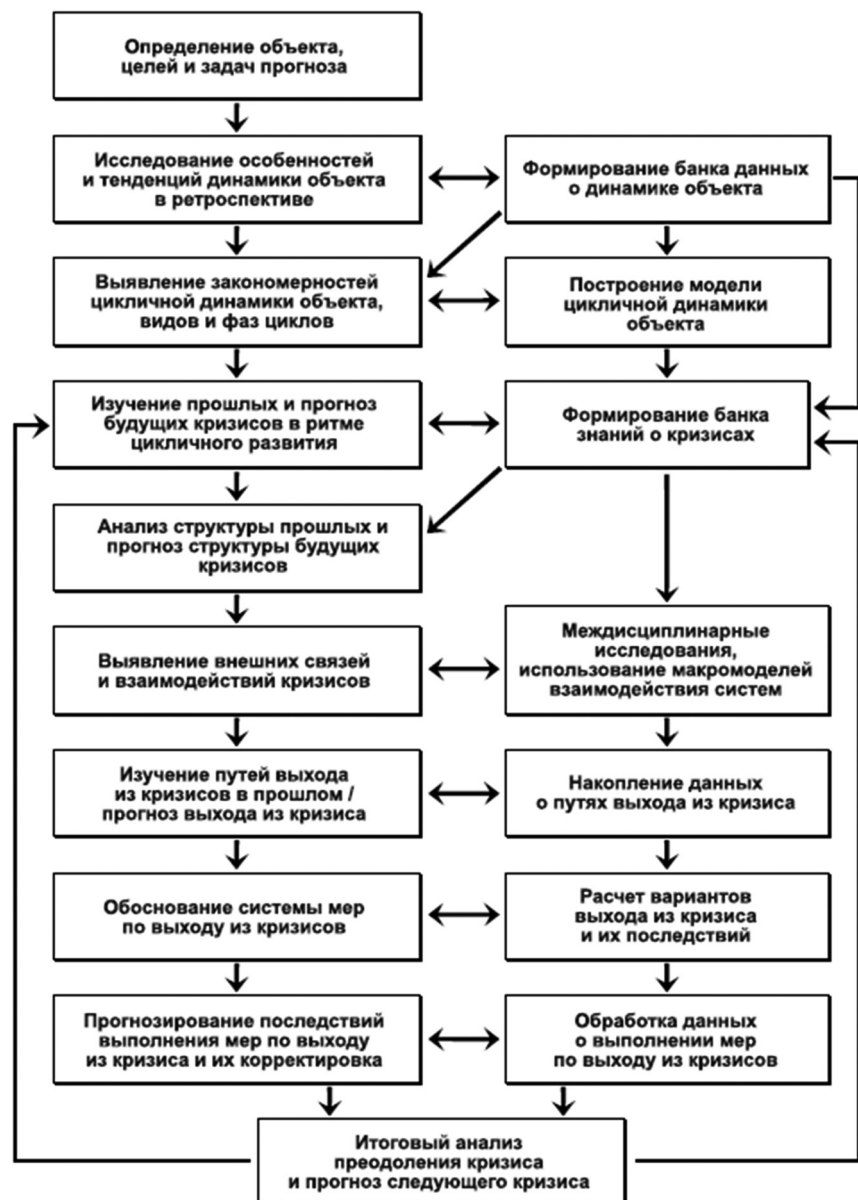 Определение объекта,
целей и задач прогноза
Исследование особенностей
и тенденций динамики объекта
в ретроспективе
Формирование банка данных
о динамике объекта
Выявление закономерностей
цикличной динамики объекта,
видов и фаз циклов
Построение модели
цикличной динамики
объекта
Изучение прошлых и прогноз
будущих кризисов в ритме
цикличного развития
Формирование банка
знаний о кризисах
Анализ структуры прошлых и
прогноз структуры будущих
кризисов
Выявление внешних связей
и взаимодействий кризисов
Междисциплинарные
исследования,
использование макромоделей
взаимодействия систем
Изучение путей выхода
из кризисов в прошлом /
прогноз выхода из кризиса
Накопление данных
о путях выхода из кризиса
Обоснование системы мер
по выходу из кризисов
Расчет вариантов
выхода из кризиса
и их последствий
Прогнозирование последствий
выполнения мер по выходу
из кризиса и их корректировка
Обработка данных
о выполнении мер
по выходу из кризисов
Итоговый анализ
преодоления кризиса
и прогноз следующего кризиса